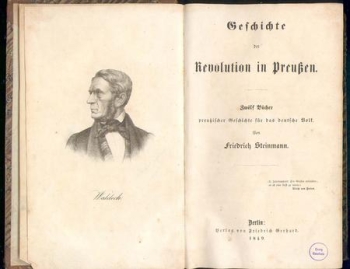 Waldeck
Geschichte
der
Revolution in Preußen.
Zwölf Bücher
preußischer Geschichte für das deutsche Volk.
Von
Friedrich Steinmann.
Berlin:
Verlag von Friedrich Gerhard.
1849.